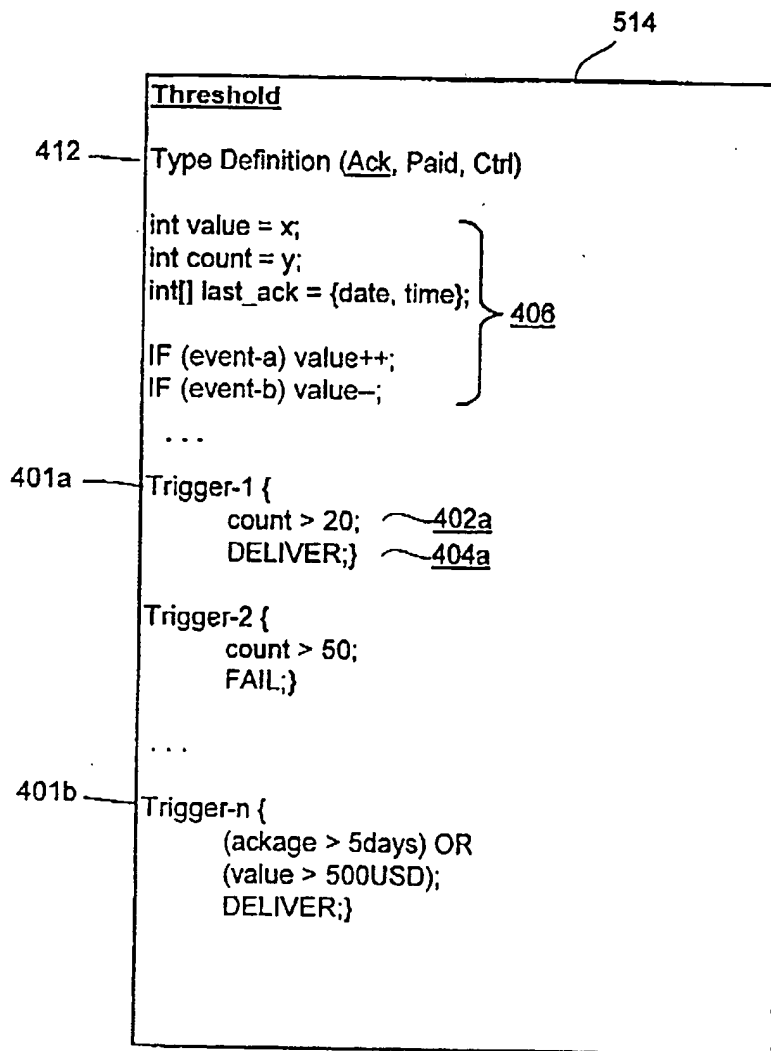 514
Threshold
412 Type Definition (Ack, Paid, Ctrl)
int value = x;
int count = y;
int[] last_ack = {date, time};
406
IF (event-a) value++;
IF (event-b) value--;
. . .
401a Trigger-1 {
count > 20; 402a
DELIVER;} 404a
Trigger-2 {
count > 50;
FAIL;}
. . .
401b Trigger-n {
(ackage > 5days) OR
(value > 500USD);
DELIVER;}